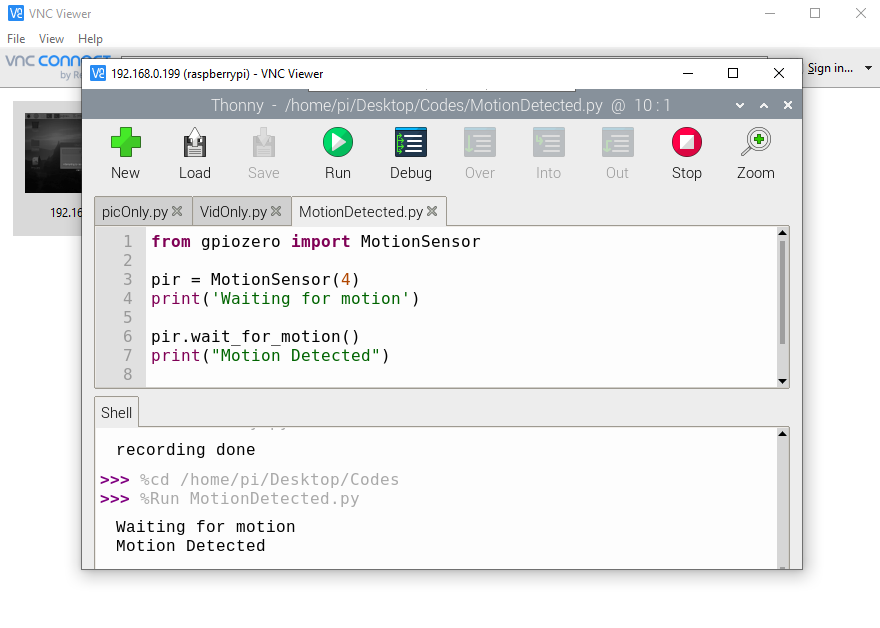 VNC Viewer
File View Help
VNC CONNECT
by Re
Sign in...
192.16
192.168.0.199 (raspberrypi) - VNC Viewer
Thonny - /home/pi/Desktop/Codes/MotionDetected.py @ 10 : 1
New Load Save Run Debug Over Into Out Stop Zoom
picOnly.py VidOnly.py MotionDetected.py
1 from gpiozero import MotionSensor
2
3 pir = MotionSensor(4)
4 print('Waiting for motion')
5
6 pir.wait_for_motion()
7 print("Motion Detected")
8
Shell
recording done
>>> %cd /home/pi/Desktop/Codes
>>> %Run MotionDetected.py
Waiting for motion
Motion Detected